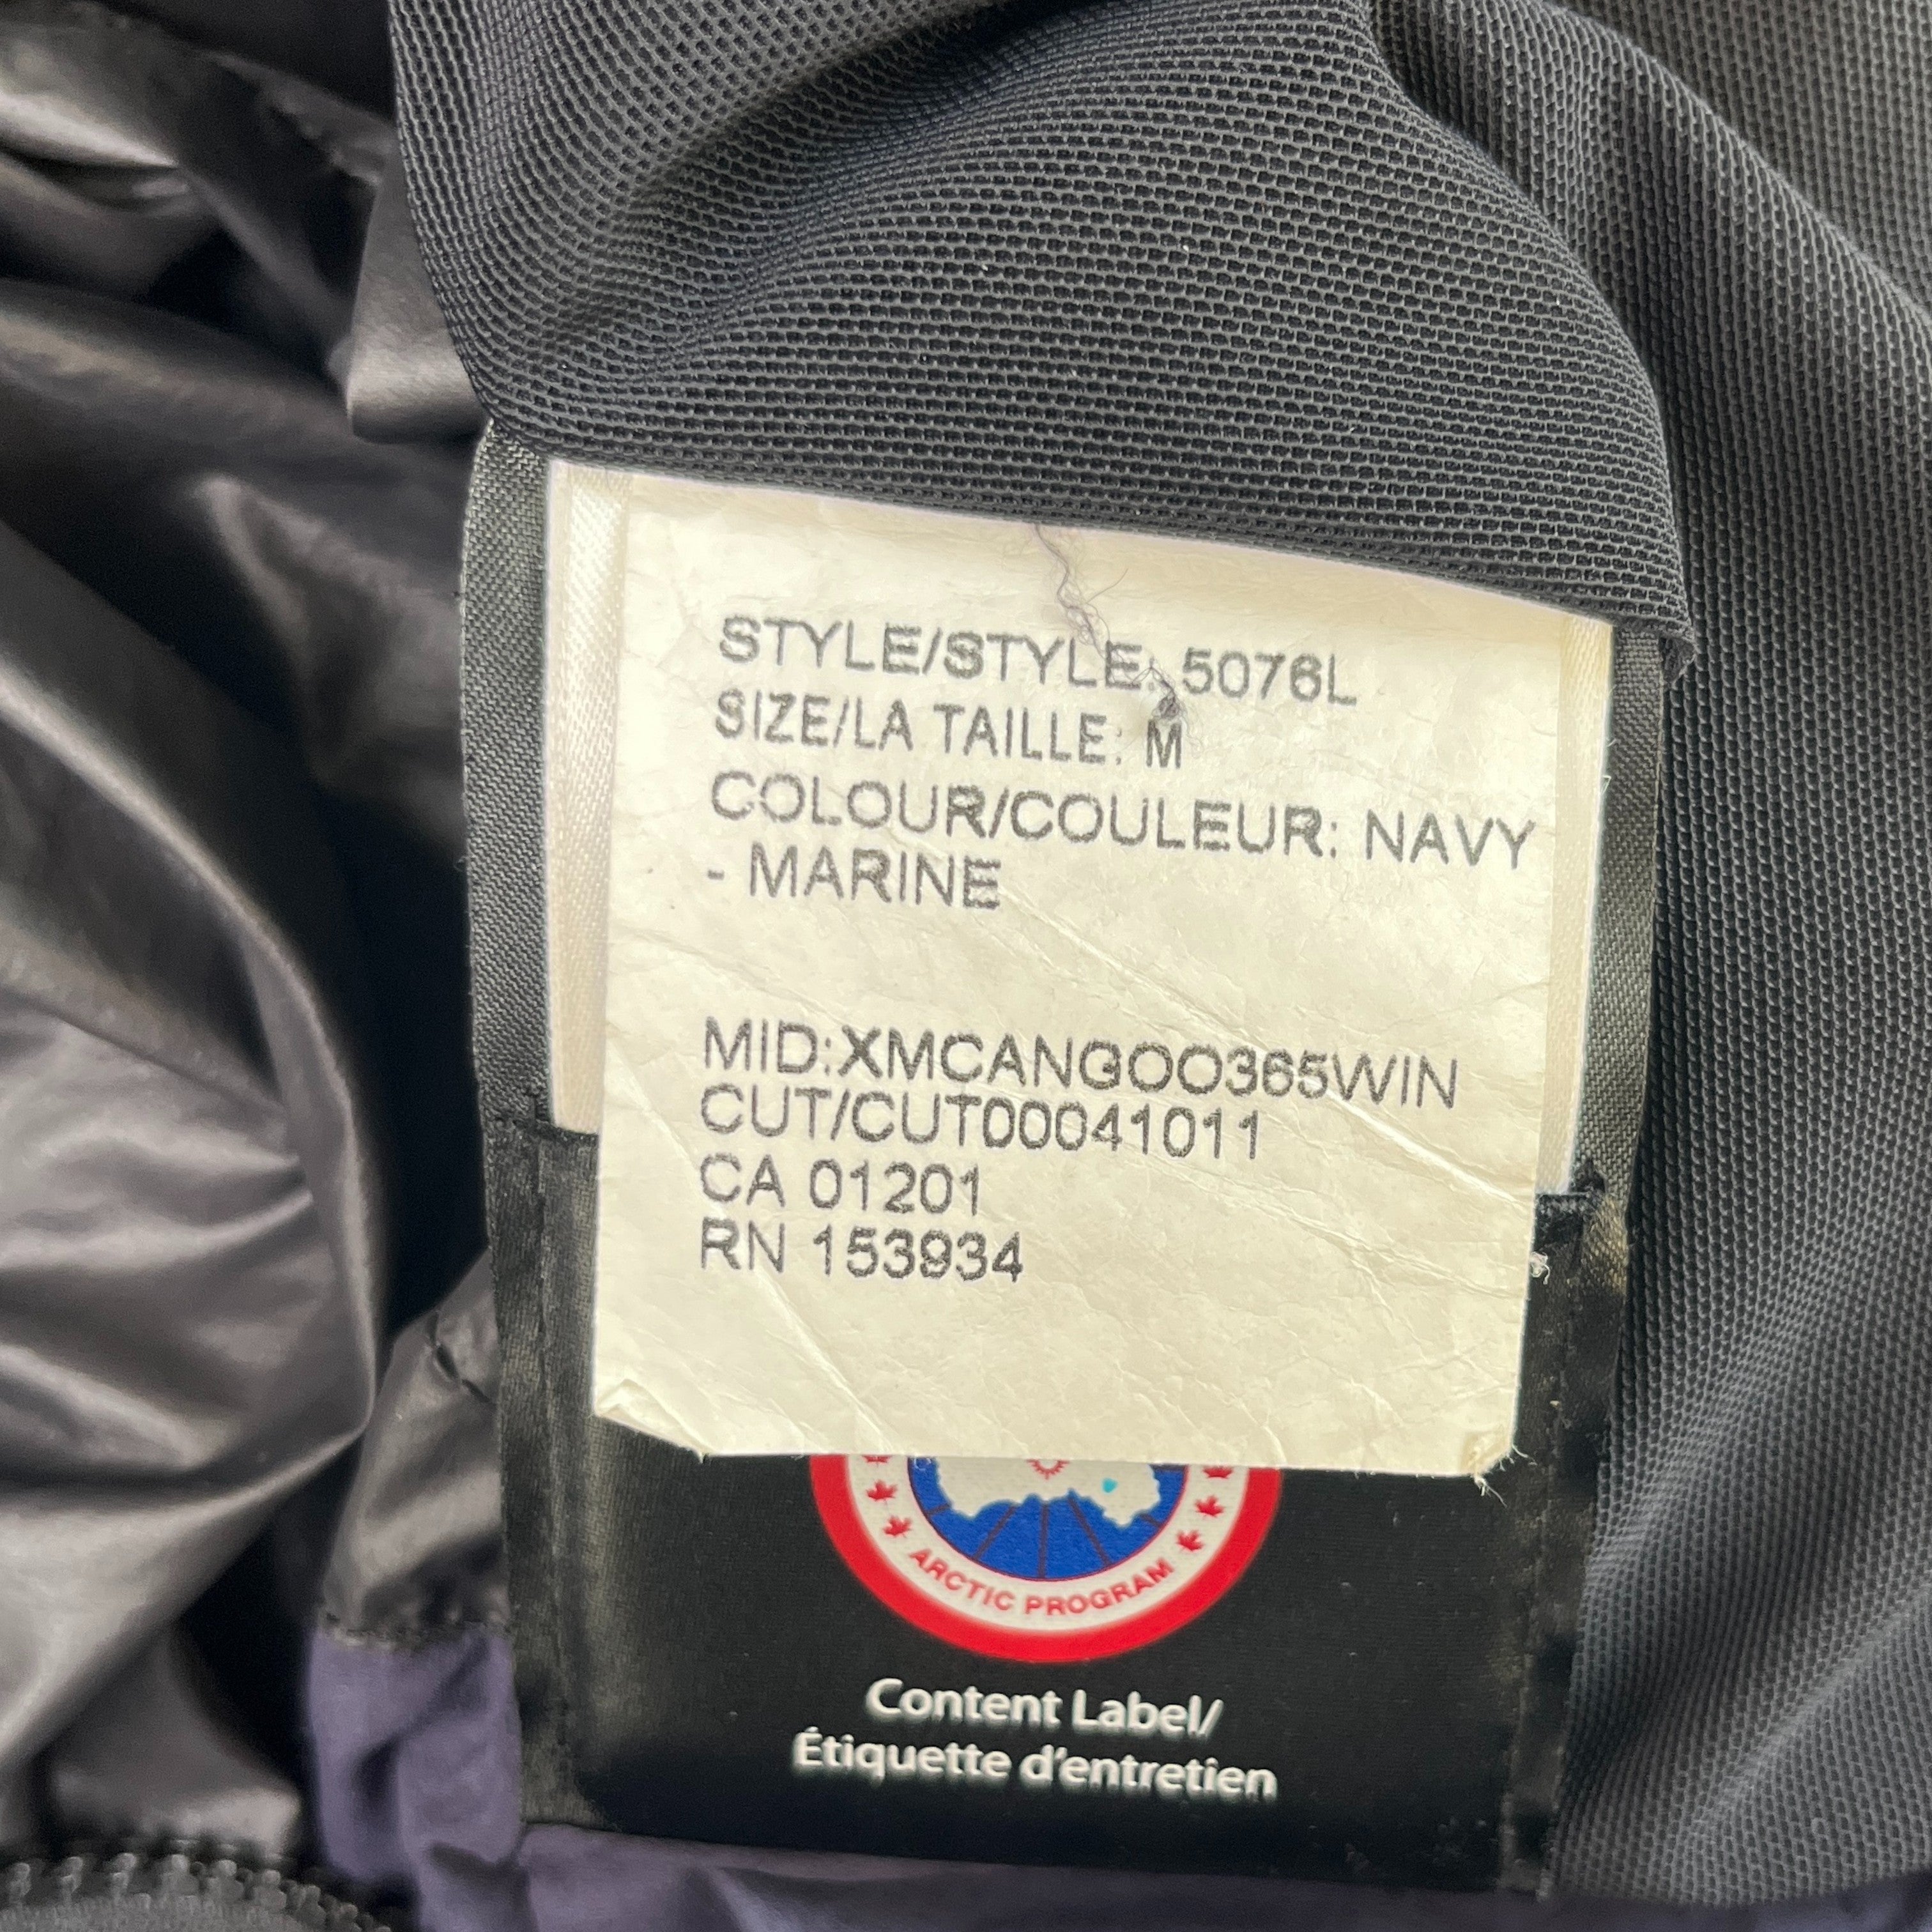 STYLE/STYLE: 5076L
SIZE/LA TAILLE: M
COLOUR/COULEUR: NAVY
- MARINE
MID:XMCANGOO365WIN
CUT/CUT00041011
CA 01201
RN 153934
ARCTIC PROGRAM
Content Label/
Étiquette d'entretien